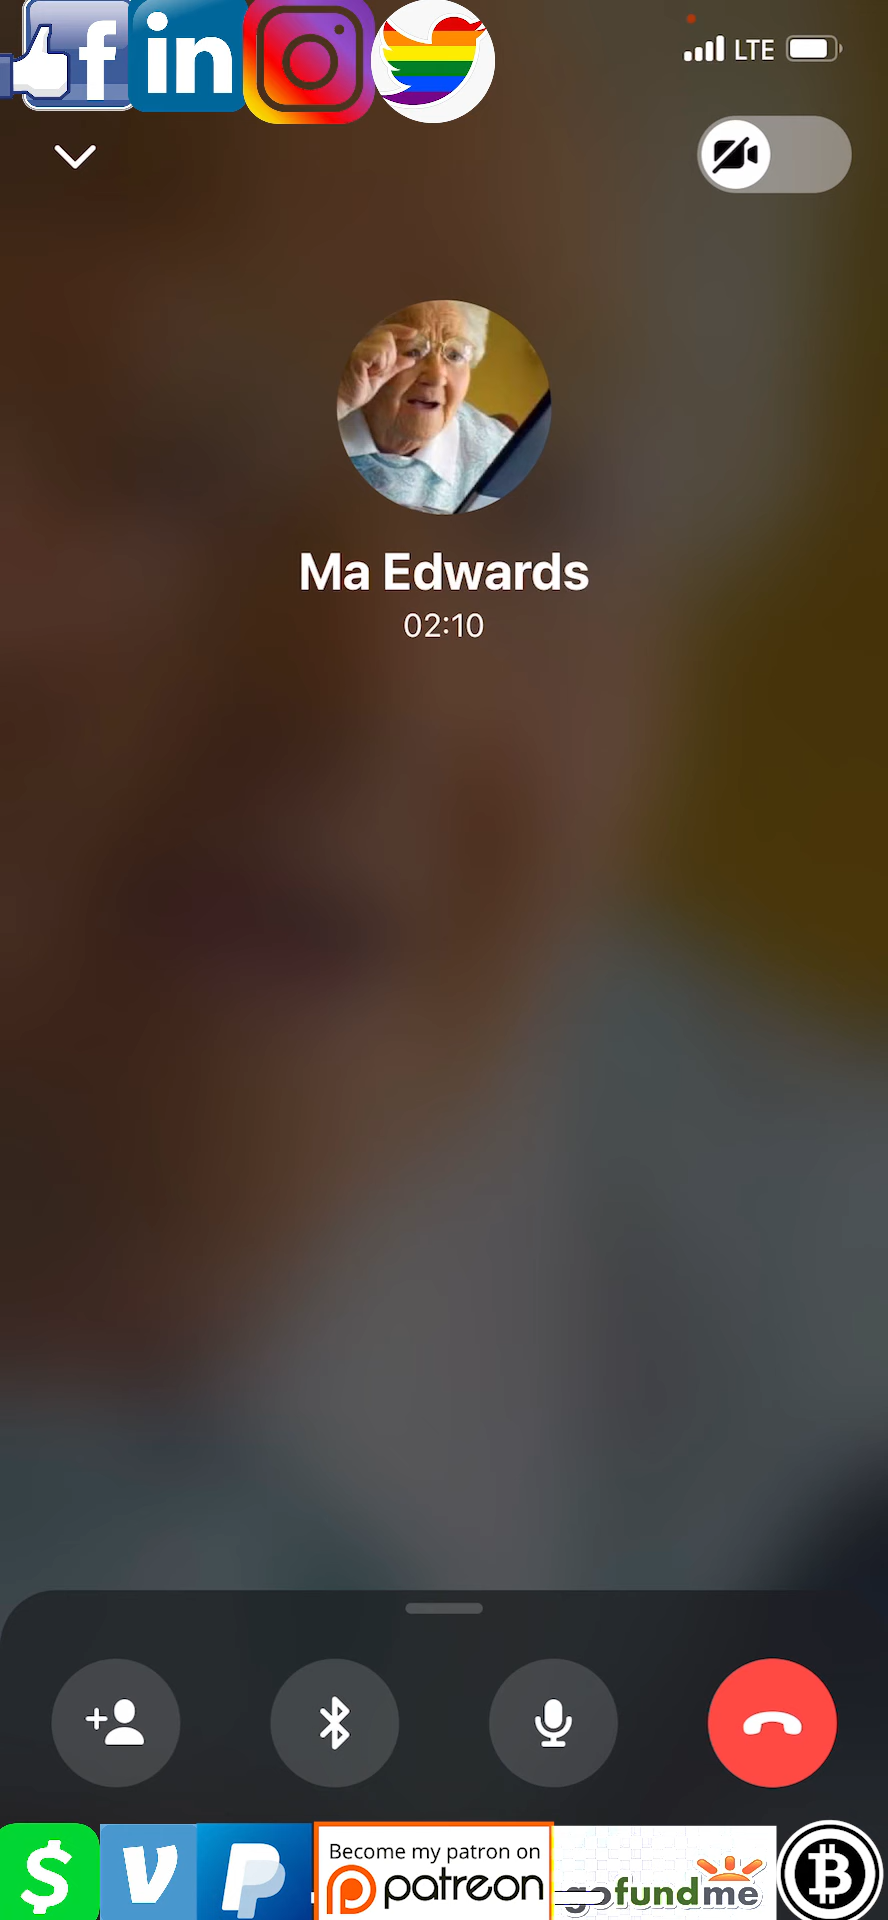 f in
LTE
Ma Edwards
02:10
$ V P
Become my patron on
patreon
gofundme
B